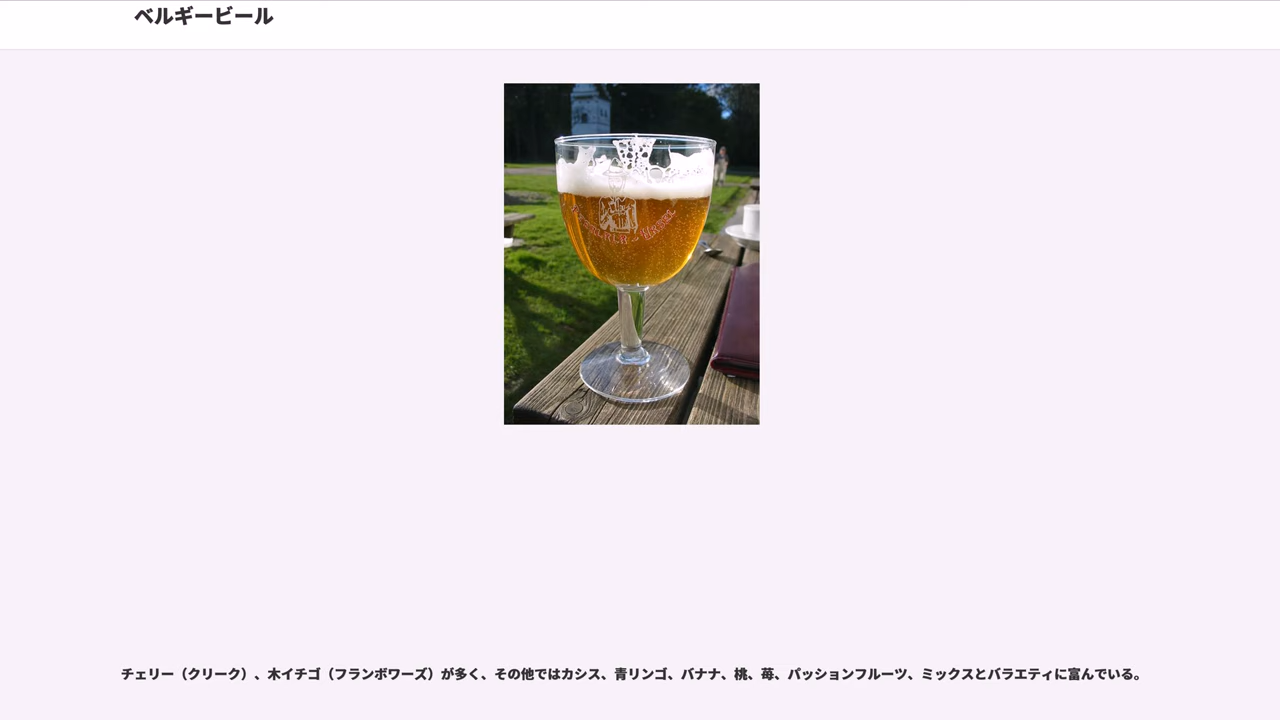 ベルギービール
チェリー（クリーク）、木イチゴ（フランボワーズ）が多く、その他ではカシス、青リンゴ、バナナ、桃、苺、パッションフルーツ、ミックスとバラエティに富んでいる。